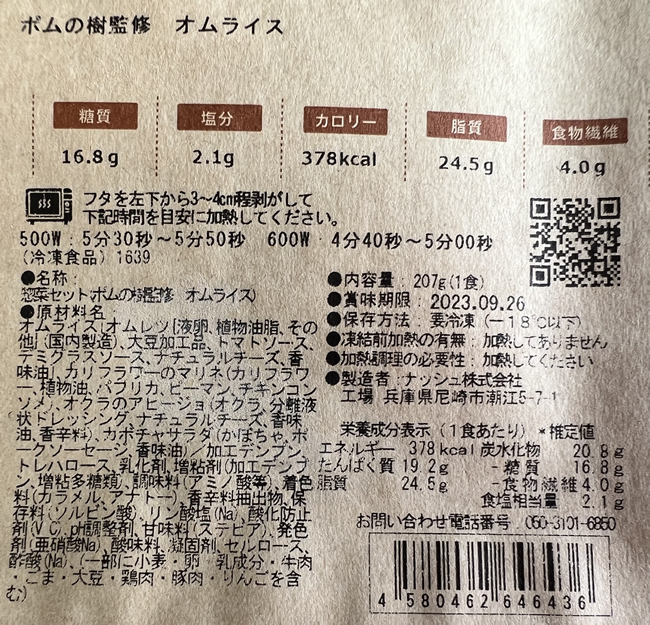 ボムの樹監修 オムライス
糖質 塩分 カロリー 脂質 食物繊維
16.8g 2.1g 378kcal 24.5g 4.0g
フタを左下から3〜4cm程剥がして
下記時間を目安に加熱してください。
500W：5分30秒〜5分50秒 600W：4分40秒〜5分00秒
(冷凍食品) 1639
●名称：
惣菜セット(ボムの樹監修 オムライス)
●原材料名：
オムライス[オムレツ{液卵､植物油脂､その
他}(国内製造)､大豆加工品､トマトソース､
デミグラスソース､ナチュラルチーズ､香
味油]､カリフラワーのマリネ(カリフラワ
ー､植物油､パプリカ､ピーマン､チキンコン
ソメ)､オクラのアヒージョ(オクラ､分離液
状ドレッシング､ナチュラルチーズ､香味
油､香辛料)､カボチャサラダ(かぼちゃ､ポ
ークソーセージ､香味油)／加工デンプン､
トレハロース､乳化剤､増粘剤(加工デンプ
ン､増粘多糖類)､調味料(アミノ酸等)､着色
料(カラメル､アナトー)､香辛料抽出物､保
存料(ソルビン酸)､リン酸塩(Na)､酸化防止
剤(V.C)､pH調整剤､甘味料(ステビア)､発色
剤(亜硝酸Na)､酸味料､凝固剤､セルロース､
酢酸(Na)､(一部に小麦・卵・乳成分・牛肉
・ごま・大豆・鶏肉・豚肉・りんごを含
む)
●内容量：207g(1食)
●賞味期限：2023.09.26
●保存方法：要冷凍(−18℃以下)
●凍結前加熱の有無：加熱してありません
●加熱調理の必要性：加熱してください
●製造者：ナッシュ株式会社
工場 兵庫県尼崎市潮江5-7-1
栄養成分表示(1食あたり)＊推定値
エネルギー 378kcal 炭水化物 20.8g
たんぱく質 19.2g -糖質 16.8g
脂質 24.5g -食物繊維 4.0g
食塩相当量 2.1g
お問い合わせ電話番号 050-3101-6850
4 580462 646436